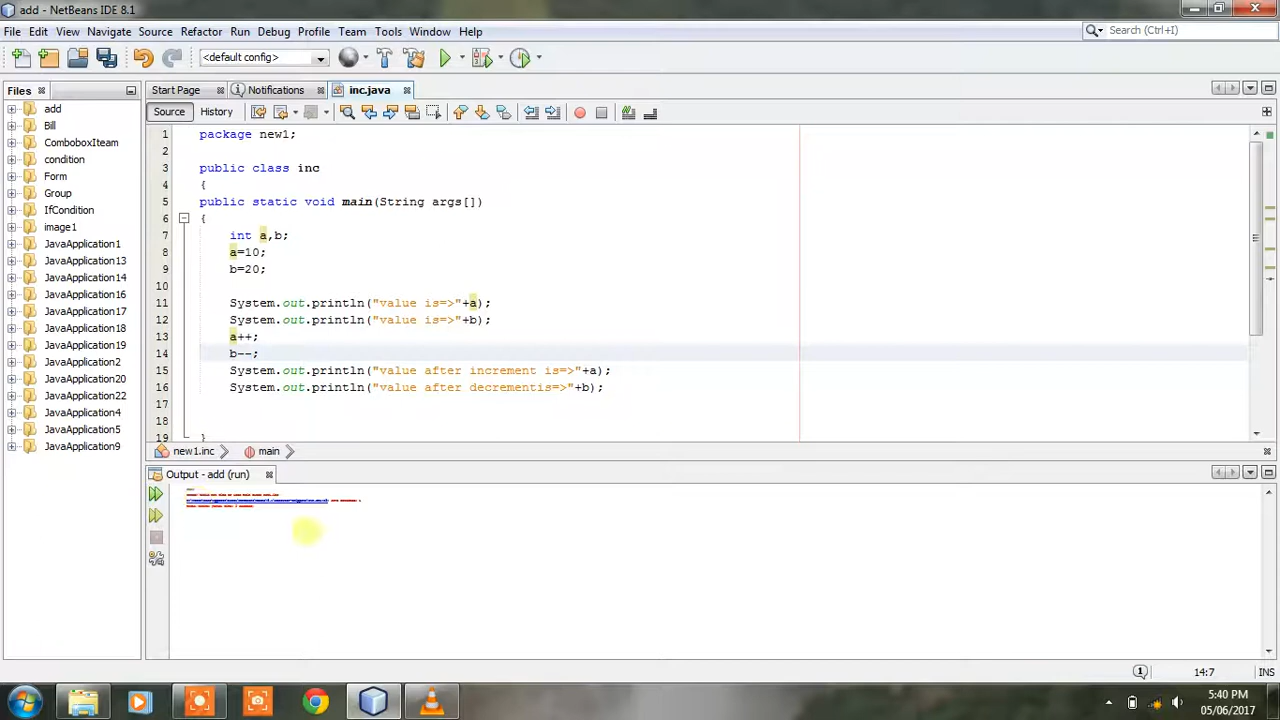 add - NetBeans IDE 8.1
File Edit View Navigate Source Refactor Run Debug Profile Team Tools Window Help
Search (Ctrl+I)
<default config>
Files
Start Page
Notifications
inc.java
Source
History
add
Bill
ComboboxIteam
condition
Form
Group
IfCondition
image1
JavaApplication1
JavaApplication13
JavaApplication14
JavaApplication16
JavaApplication17
JavaApplication18
JavaApplication19
JavaApplication2
JavaApplication20
JavaApplication22
JavaApplication4
JavaApplication5
JavaApplication9
1 package new1;
2
3 public class inc
4 {
5 public static void main(String args[])
6 {
7 int a,b;
8 a=10;
9 b=20;
10
11 System.out.println("value is=>"+a);
12 System.out.println("value is=>"+b);
13 a++;
14 b--;
15 System.out.println("value after increment is=>"+a);
16 System.out.println("value after decrementis=>"+b);
17
18
19 }
new1.inc
main
Output - add (run)
1
14:7
INS
5:40 PM
05/06/2017